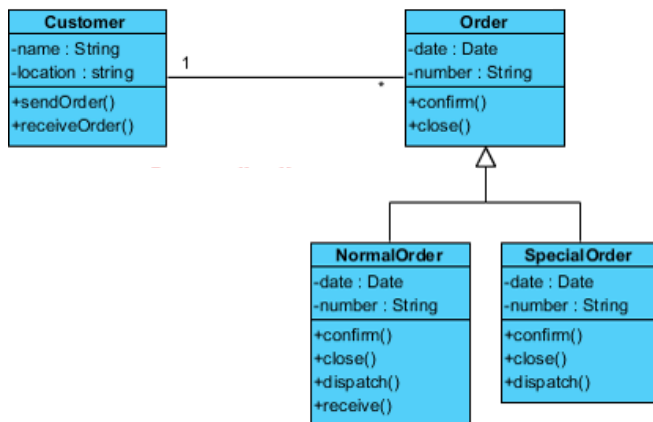 Customer
-name : String
-location : string
+sendOrder()
+receiveOrder()
1
*
Order
-date : Date
-number : String
+confirm()
+close()
NormalOrder
-date : Date
-number : String
+confirm()
+close()
+dispatch()
+receive()
SpecialOrder
-date : Date
-number : String
+confirm()
+close()
+dispatch()